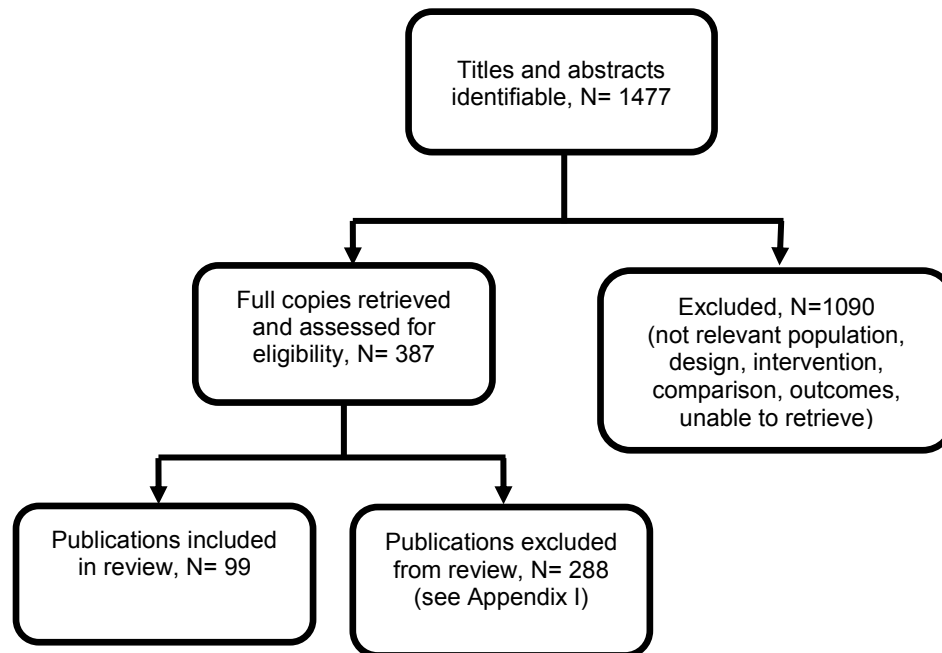 Titles and abstracts
identifiable, N= 1477
Full copies retrieved
and assessed for
eligibility, N= 387
Excluded, N=1090
(not relevant population,
design, intervention,
comparison, outcomes,
unable to retrieve)
Publications included
in review, N= 99
Publications excluded
from review, N= 288
(see Appendix I)